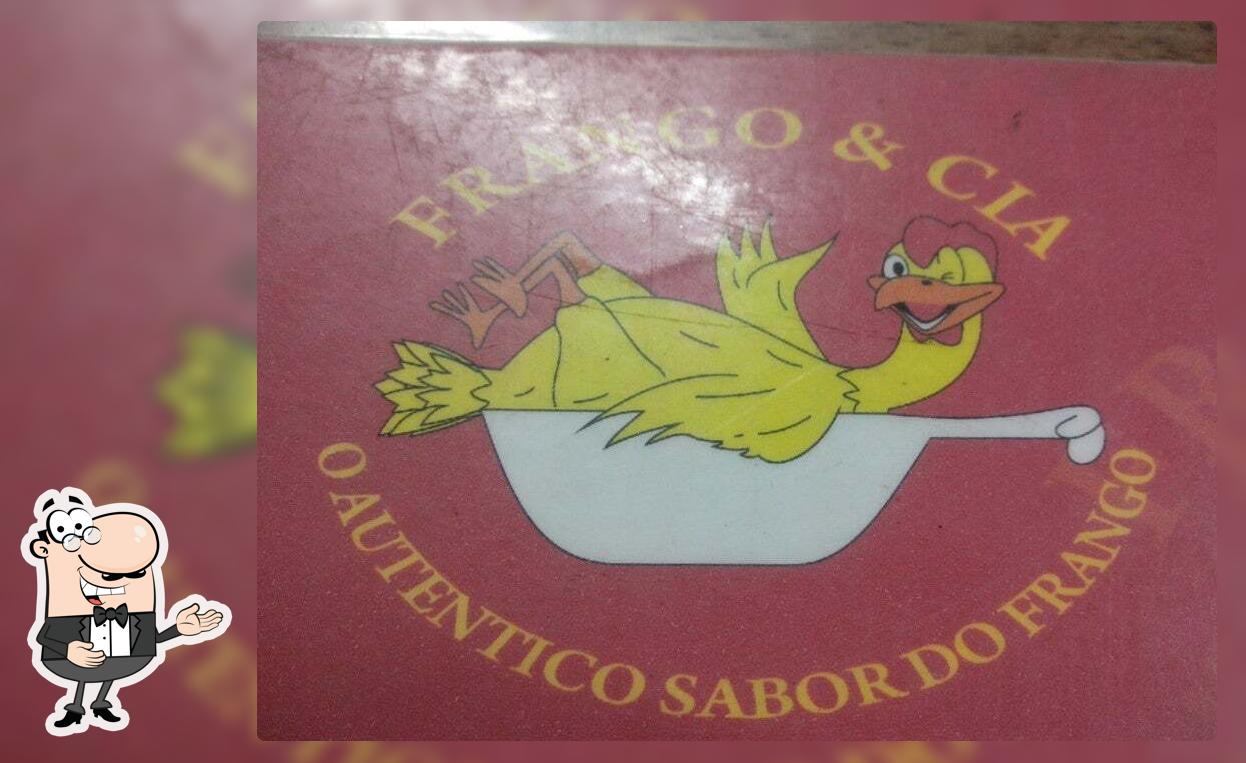 FRANGO & CIA
O AUTENTICO SABOR DO FRANGO